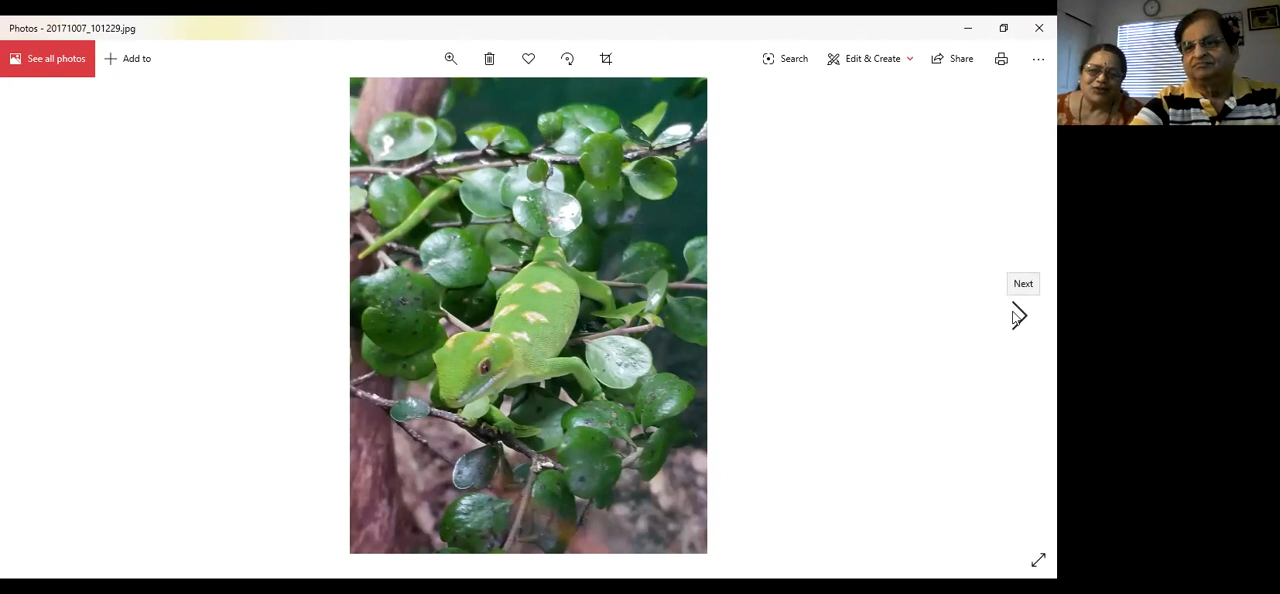 Photos - 20171007_101229.jpg
See all photos
Add to
Search
Edit & Create
Share
Next